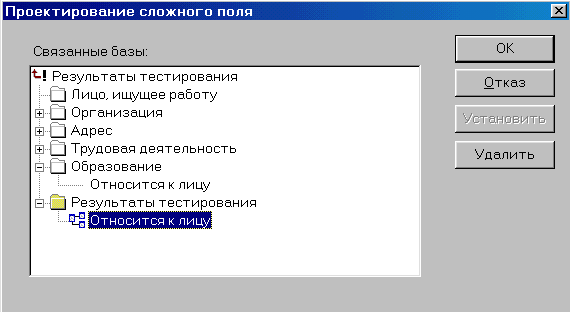 Проектирование сложного поля
Связанные базы:
Результаты тестирования
Лицо, ищущее работу
Организация
Адрес
Трудовая деятельность
Образование
Относится к лицу
Результаты тестирования
Относится к лицу
OK
Отказ
Установить
Удалить